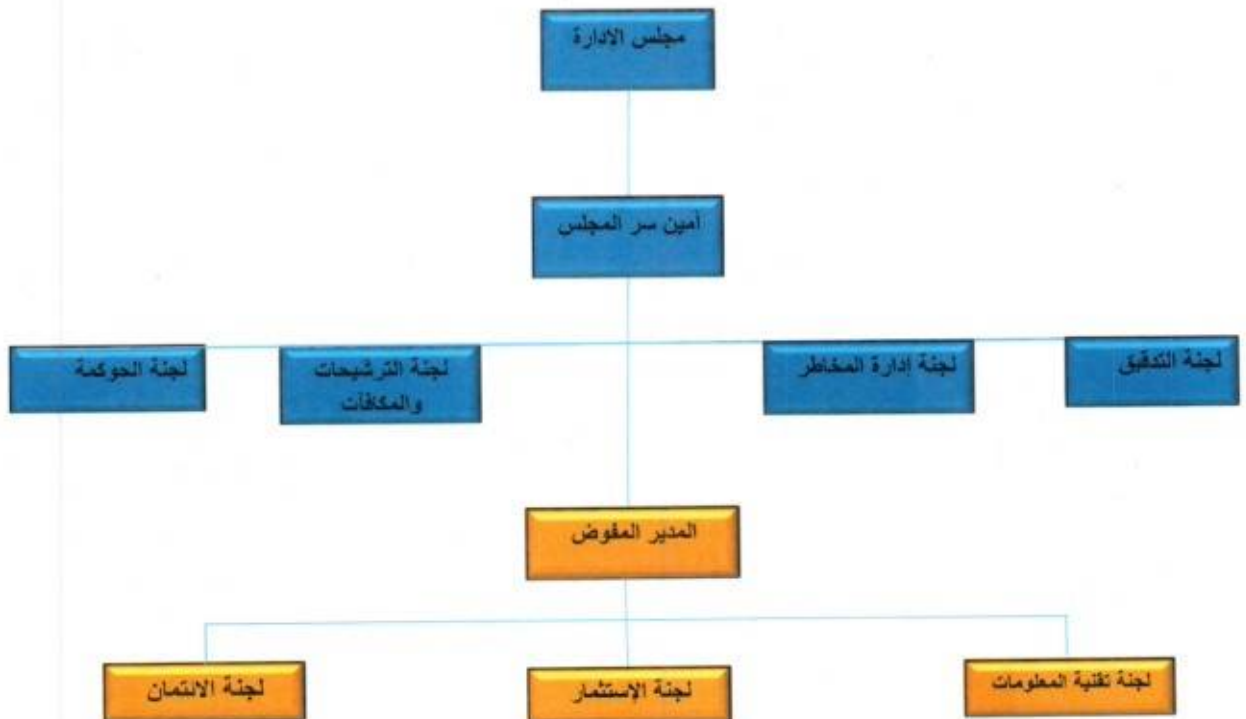 مجلس الادارة
أمين سر المجلس
لجنة التدقيق
لجنة إدارة المخاطر
لجنة الترشيحات
والمكافآت
لجنة الحوكمة
المدير المفوض
لجنة تقنية المعلومات
لجنة الإستثمار
لجنة الائتمان